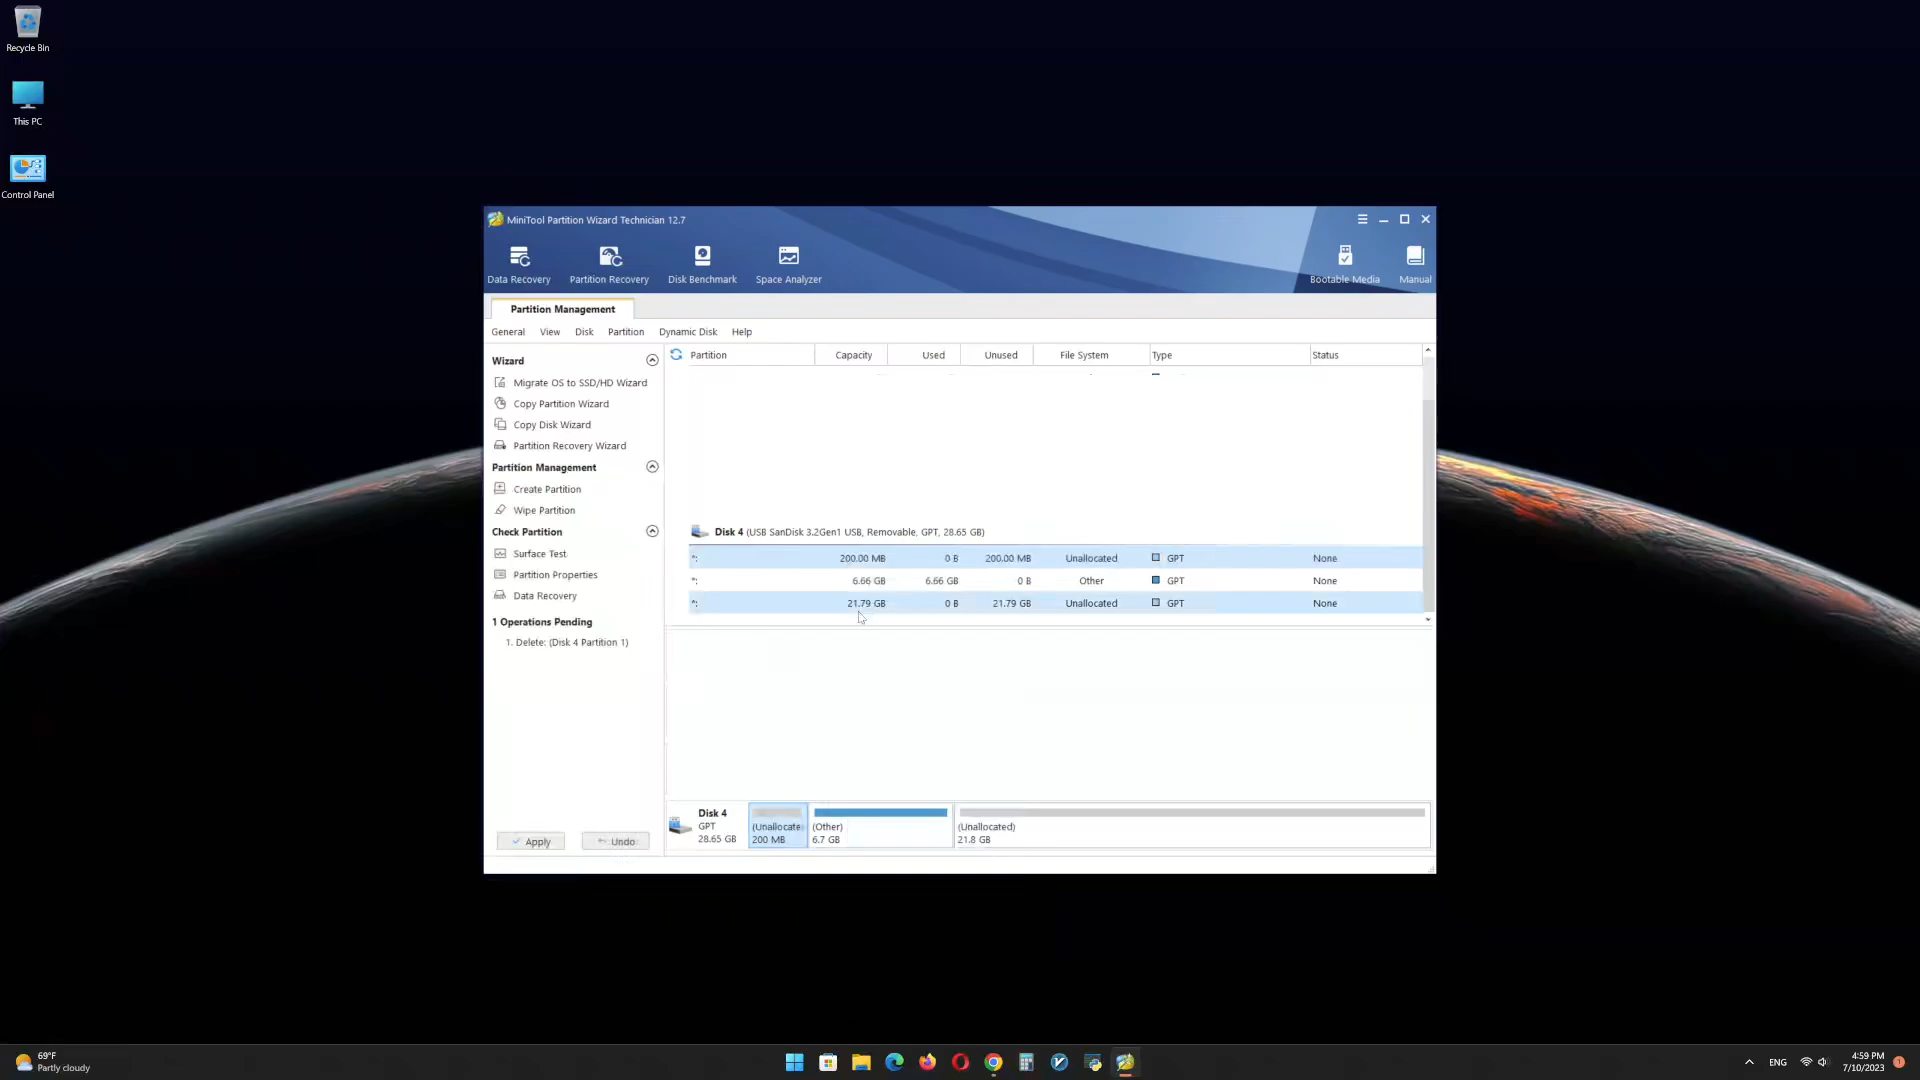 Recycle Bin
This PC
Control Panel
MiniTool Partition Wizard Technician 12.7
Data Recovery Partition Recovery Disk Benchmark Space Analyzer Bootable Media Manual
Partition Management
General View Disk Partition Dynamic Disk Help
Wizard
Migrate OS to SSD/HD Wizard
Copy Partition Wizard
Copy Disk Wizard
Partition Recovery Wizard
Partition Management
Create Partition
Wipe Partition
Check Partition
Surface Test
Partition Properties
Data Recovery
1 Operations Pending
1. Delete: (Disk 4 Partition 1)
Apply Undo
Partition Capacity Used Unused File System Type Status
Disk 4 (USB SanDisk 3.2Gen1 USB, Removable, GPT, 28.65 GB)
*: 200.00 MB 0 B 200.00 MB Unallocated GPT None
*: 6.66 GB 6.66 GB 0 B Other GPT None
*: 21.79 GB 0 B 21.79 GB Unallocated GPT None
Disk 4
GPT
28.65 GB
(Unallocate
200 MB
(Other)
6.7 GB
(Unallocated)
21.8 GB
69°F
Partly cloudy
ENG
4:59 PM
7/10/2023
1